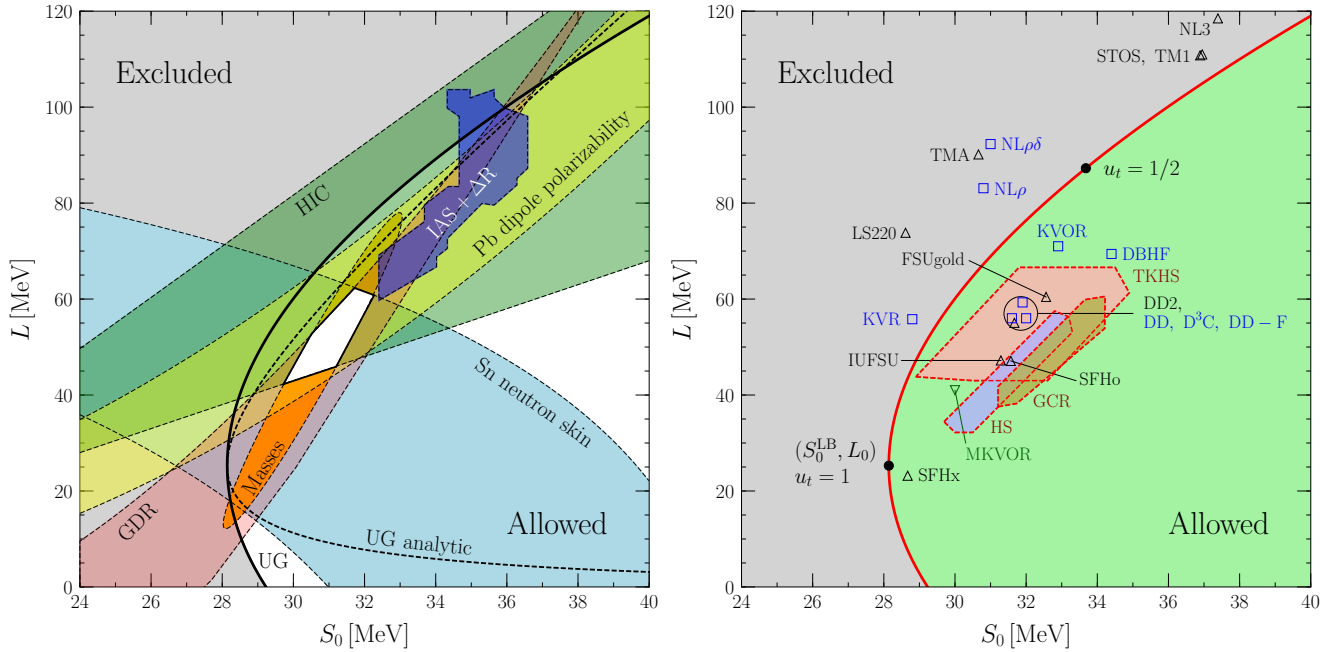 120
100
80
60
40
20
0
24 26 28 30 32 34 36 38 40
L [MeV]
S₀ [MeV]
Excluded
HIC
IAS + ΔR
Pb dipole polarizability
Sn neutron skin
Masses
GDR
UG
UG analytic
Allowed
120
100
80
60
40
20
0
24 26 28 30 32 34 36 38 40
L [MeV]
S₀ [MeV]
Excluded
NL3
STOS, TM1
NLρδ
TMA
u_t = 1/2
NLρ
LS220
KVOR
FSUgold
DBHF
TKHS
KVR
DD2,
DD, D³C, DD − F
IUFSU
SFHo
GCR
HS
MKVOR
(S₀^LB, L₀)
u_t = 1
SFHx
Allowed